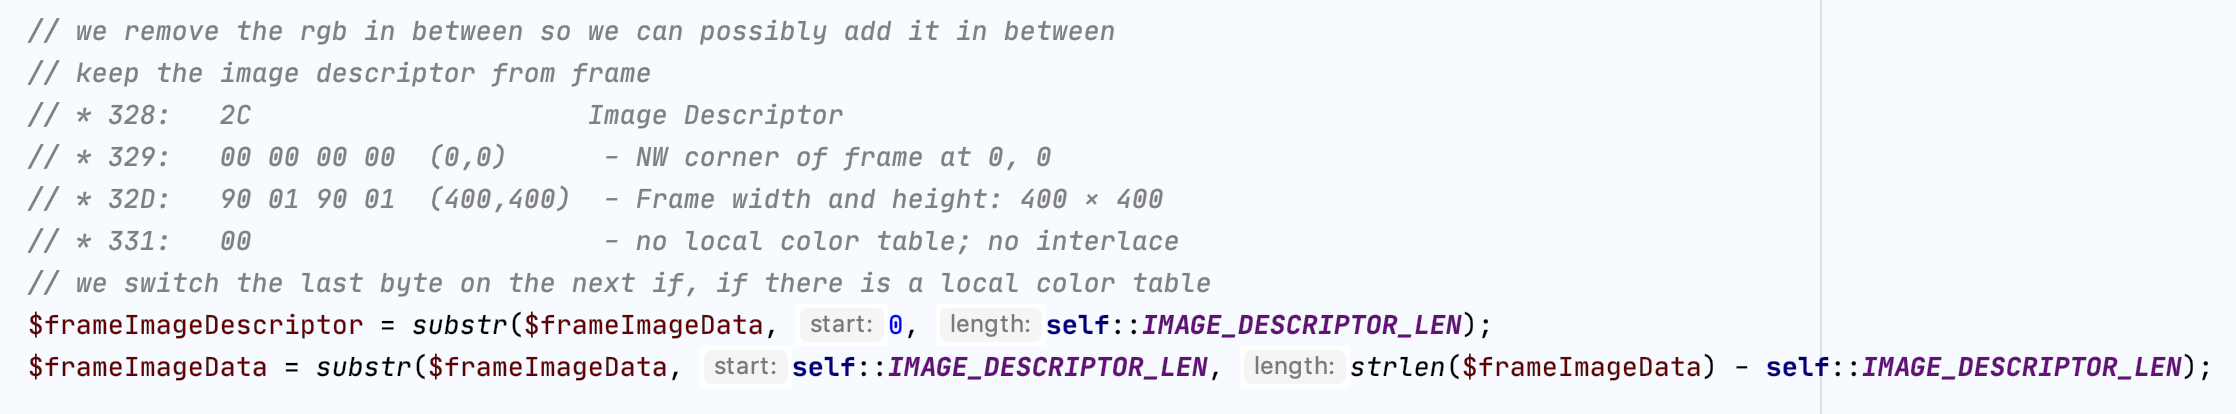 // we remove the rgb in between so we can possibly add it in between
// keep the image descriptor from frame
// * 328:   2C                     Image Descriptor
// * 329:   00 00 00 00  (0,0)      - NW corner of frame at 0, 0
// * 32D:   90 01 90 01  (400,400)  - Frame width and height: 400 × 400
// * 331:   00                      - no local color table; no interlace
// we switch the last byte on the next if, if there is a local color table
$frameImageDescriptor = substr($frameImageData, start: 0, length: self::IMAGE_DESCRIPTOR_LEN);
$frameImageData = substr($frameImageData, start: self::IMAGE_DESCRIPTOR_LEN, length: strlen($frameImageData) - self::IMAGE_DESCRIPTOR_LEN);